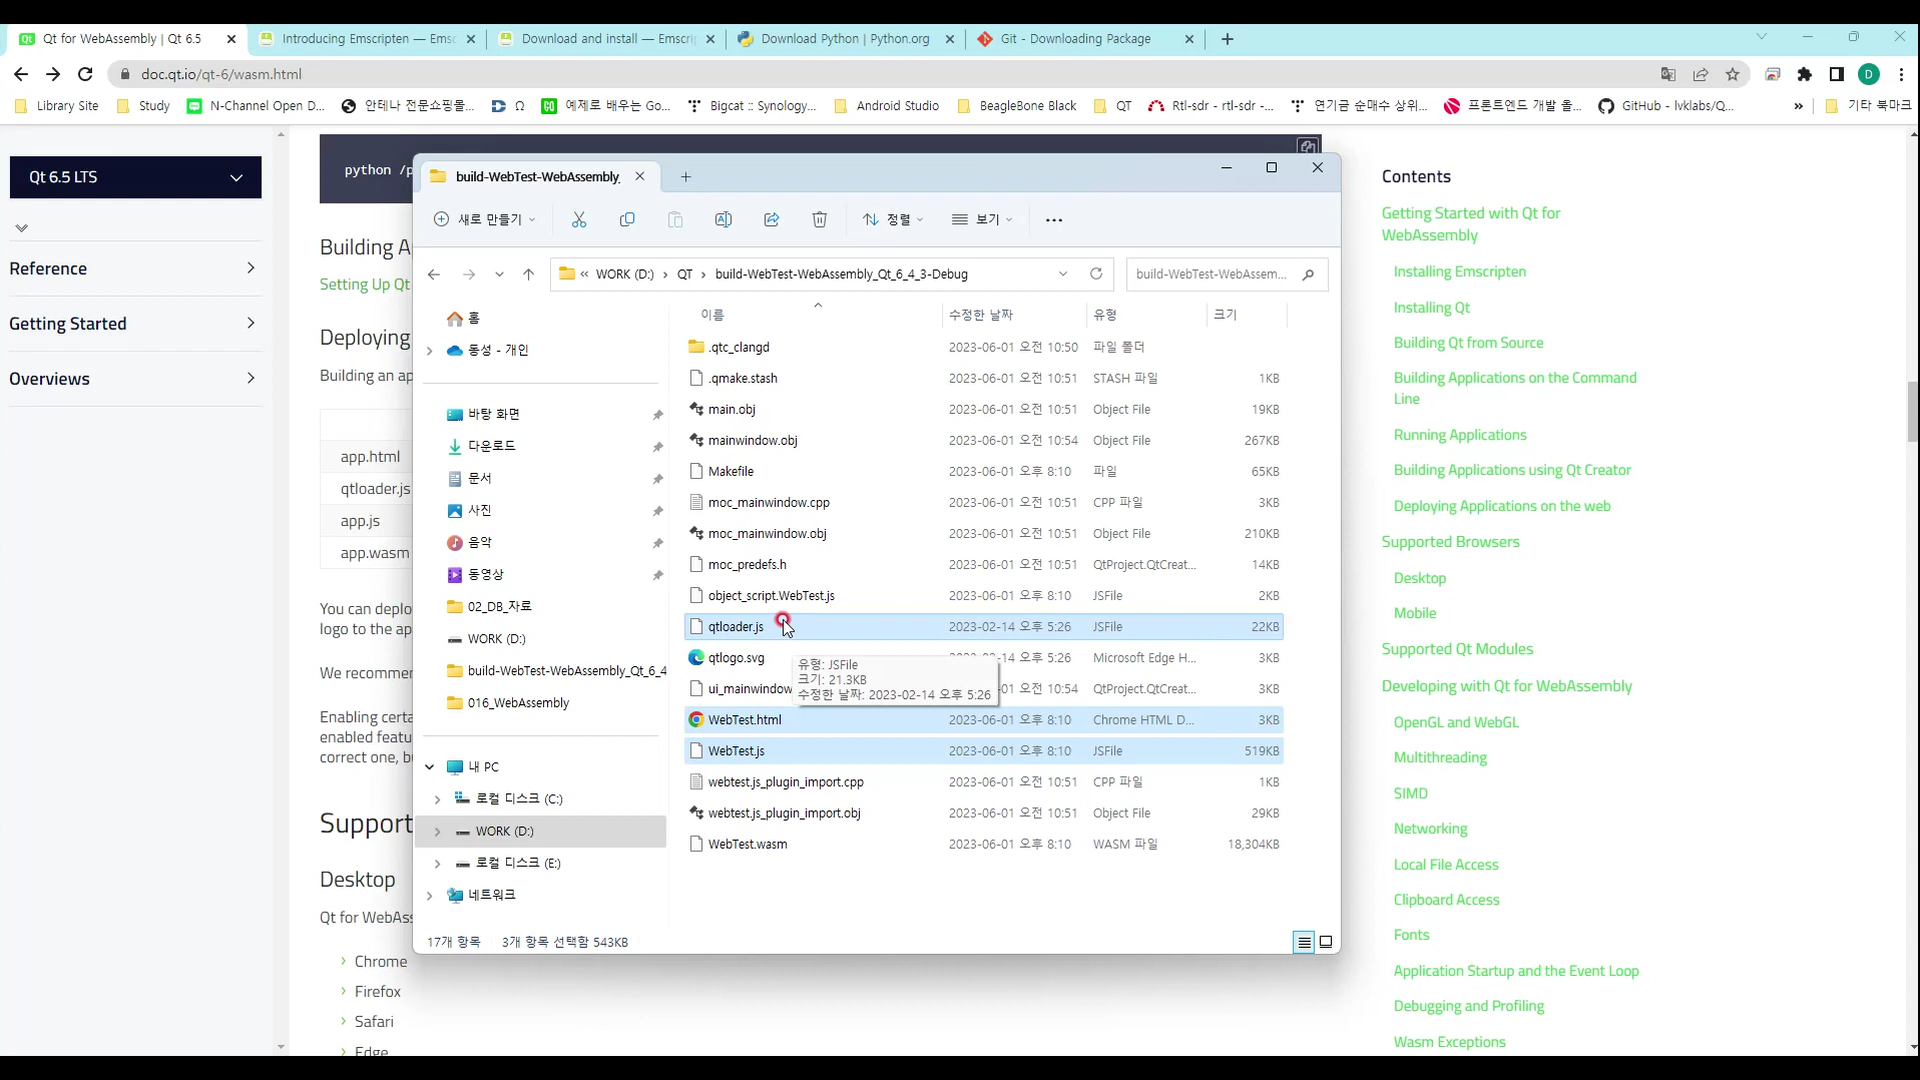 Qt for WebAssembly | Qt 6.5
Introducing Emscripten — Emsc
Download and install — Emscrip
Download Python | Python.org
Git - Downloading Package
doc.qt.io/qt-6/wasm.html
D
Library Site
Study
N-Channel Open D...
안테나 전문쇼핑몰...
Ω
예제로 배우는 Go...
Bigcat :: Synology...
Android Studio
BeagleBone Black
QT
Rtl-sdr - rtl-sdr -...
연기금 순매수 상위...
프론트엔드 개발 올...
GitHub - lvklabs/Q...
»
기타 북마크
Qt 6.5 LTS
Reference
Getting Started
Overviews
python /p
Building A
Setting Up Qt
Deploying
Building an ap
app.html
qtloader.js
app.js
app.wasm
You can deplo
logo to the ap
We recommen
Enabling certa
enabled featu
correct one, b
Support
Desktop
Qt for WebAss
Chrome
Firefox
Safari
Edge
build-WebTest-WebAssembly_
새로 만들기
정렬
보기
« WORK (D:) > QT > build-WebTest-WebAssembly_Qt_6_4_3-Debug
build-WebTest-WebAssem...
홈
동성 - 개인
바탕 화면
다운로드
문서
사진
음악
동영상
02_DB_자료
WORK (D:)
build-WebTest-WebAssembly_Qt_6_4
016_WebAssembly
내 PC
로컬 디스크 (C:)
WORK (D:)
로컬 디스크 (E:)
네트워크
이름 수정한 날짜 유형 크기
.qtc_clangd 2023-06-01 오전 10:50 파일 폴더
.qmake.stash 2023-06-01 오전 10:51 STASH 파일 1KB
main.obj 2023-06-01 오전 10:51 Object File 19KB
mainwindow.obj 2023-06-01 오전 10:54 Object File 267KB
Makefile 2023-06-01 오후 8:10 파일 65KB
moc_mainwindow.cpp 2023-06-01 오전 10:51 CPP 파일 3KB
moc_mainwindow.obj 2023-06-01 오전 10:51 Object File 210KB
moc_predefs.h 2023-06-01 오전 10:51 QtProject.QtCreat... 14KB
object_script.WebTest.js 2023-06-01 오후 8:10 JSFile 2KB
qtloader.js 2023-02-14 오후 5:26 JSFile 22KB
qtlogo.svg -14 오후 5:26 Microsoft Edge H... 3KB
ui_mainwindow -01 오전 10:54 QtProject.QtCreat... 3KB
유형: JSFile
크기: 21.3KB
수정한 날짜: 2023-02-14 오후 5:26
WebTest.html 2023-06-01 오후 8:10 Chrome HTML D... 3KB
WebTest.js 2023-06-01 오후 8:10 JSFile 519KB
webtest.js_plugin_import.cpp 2023-06-01 오전 10:51 CPP 파일 1KB
webtest.js_plugin_import.obj 2023-06-01 오전 10:51 Object File 29KB
WebTest.wasm 2023-06-01 오후 8:10 WASM 파일 18,304KB
17개 항목 3개 항목 선택함 543KB
Contents
Getting Started with Qt for
WebAssembly
Installing Emscripten
Installing Qt
Building Qt from Source
Building Applications on the Command
Line
Running Applications
Building Applications using Qt Creator
Deploying Applications on the web
Supported Browsers
Desktop
Mobile
Supported Qt Modules
Developing with Qt for WebAssembly
OpenGL and WebGL
Multithreading
SIMD
Networking
Local File Access
Clipboard Access
Fonts
Application Startup and the Event Loop
Debugging and Profiling
Wasm Exceptions